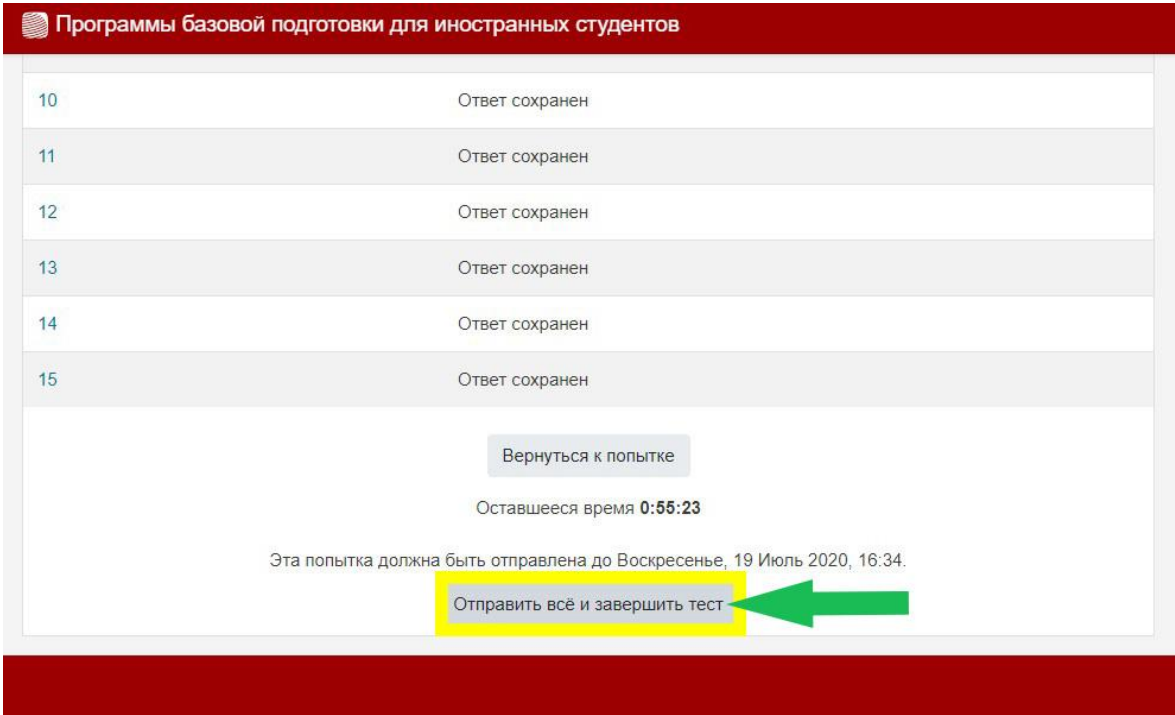 Программы базовой подготовки для иностранных студентов
10 Ответ сохранен
11 Ответ сохранен
12 Ответ сохранен
13 Ответ сохранен
14 Ответ сохранен
15 Ответ сохранен
Вернуться к попытке
Оставшееся время 0:55:23
Эта попытка должна быть отправлена до Воскресенье, 19 Июль 2020, 16:34.
Отправить всё и завершить тест